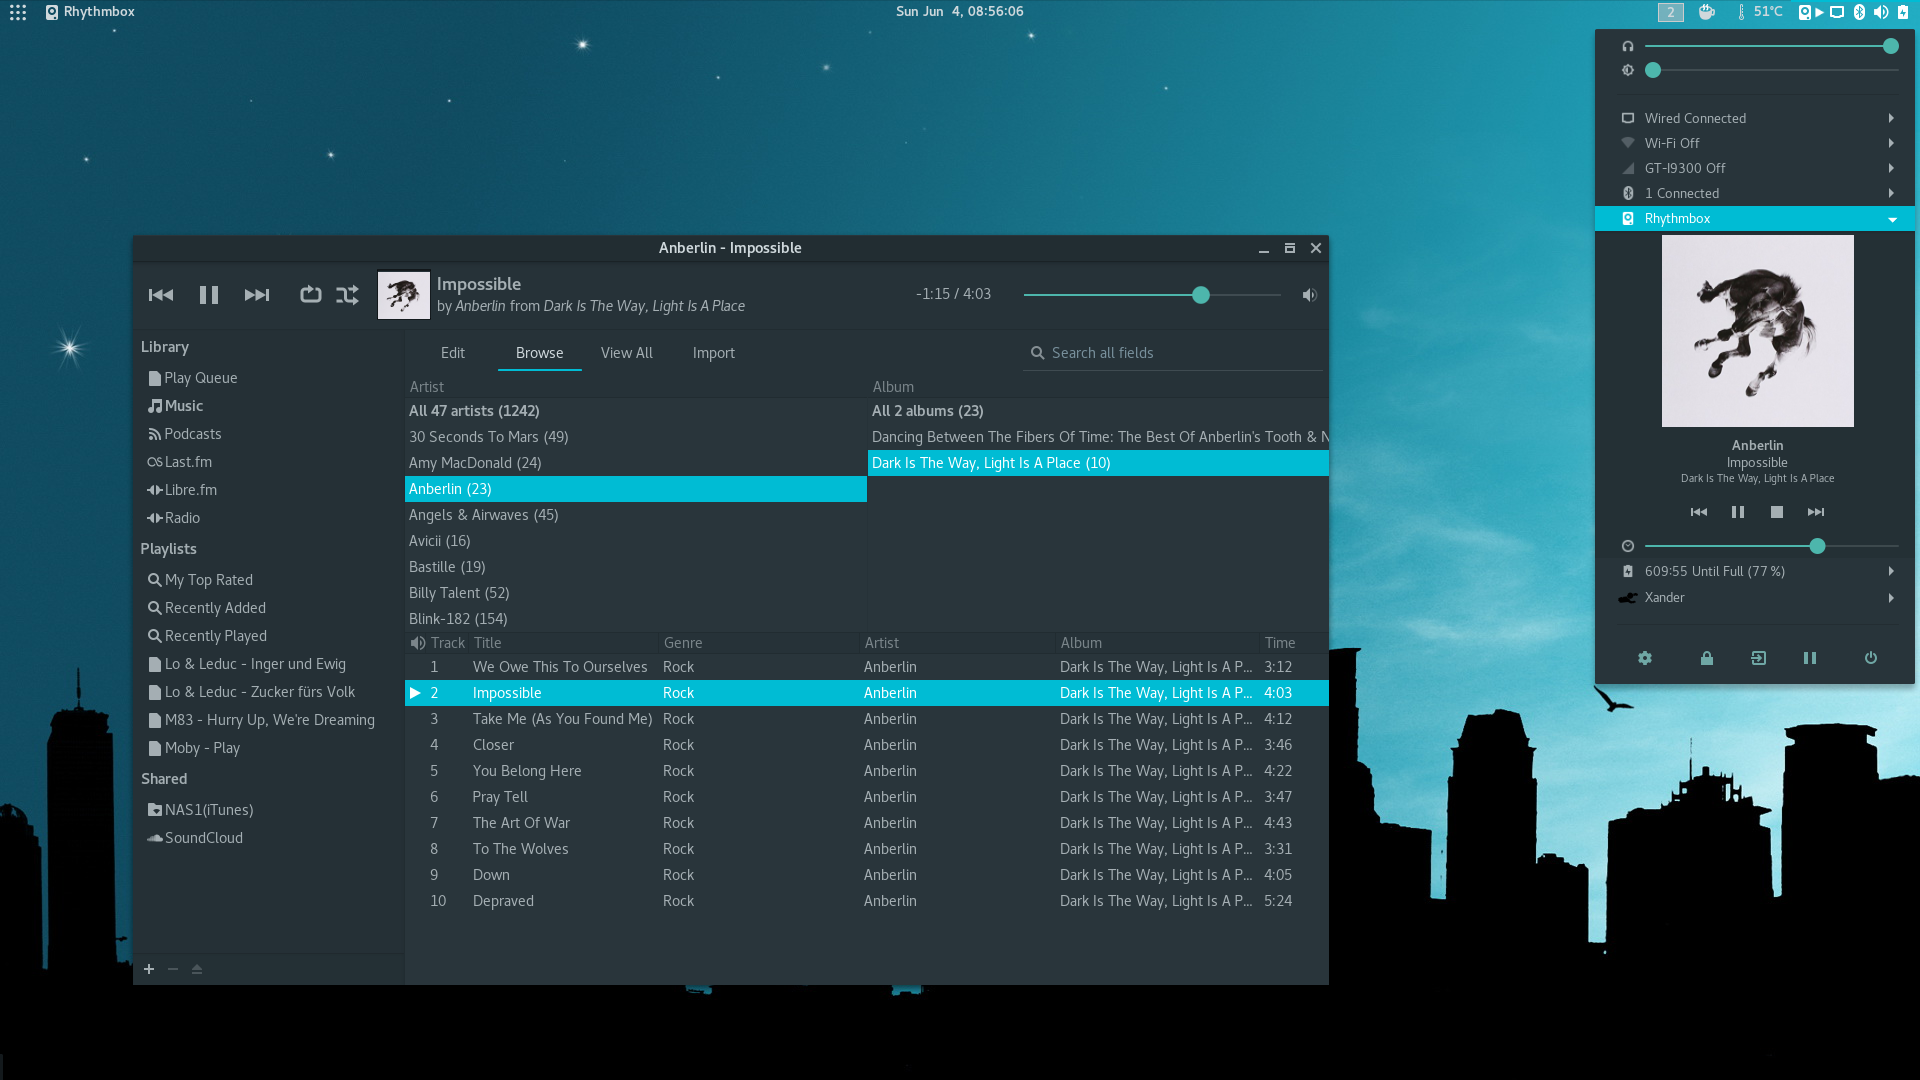 Rhythmbox
Sun Jun 4, 08:56:06
2
51°C
Wired Connected
Wi-Fi Off
GT-I9300 Off
1 Connected
Rhythmbox
Anberlin
Impossible
Dark Is The Way, Light Is A Place
609:55 Until Full (77 %)
Xander
Anberlin - Impossible
Impossible
by Anberlin from Dark Is The Way, Light Is A Place
-1:15 / 4:03
Library
Play Queue
Music
Podcasts
Last.fm
Libre.fm
Radio
Playlists
My Top Rated
Recently Added
Recently Played
Lo & Leduc - Inger und Ewig
Lo & Leduc - Zucker fürs Volk
M83 - Hurry Up, We're Dreaming
Moby - Play
Shared
NAS1(iTunes)
SoundCloud
Edit Browse View All Import Search all fields
Artist
All 47 artists (1242)
30 Seconds To Mars (49)
Amy MacDonald (24)
Anberlin (23)
Angels & Airwaves (45)
Avicii (16)
Bastille (19)
Billy Talent (52)
Blink-182 (154)
Album
All 2 albums (23)
Dancing Between The Fibers Of Time: The Best Of Anberlin's Tooth & N
Dark Is The Way, Light Is A Place (10)
Track Title Genre Artist Album Time
1 We Owe This To Ourselves Rock Anberlin Dark Is The Way, Light Is A P... 3:12
2 Impossible Rock Anberlin Dark Is The Way, Light Is A P... 4:03
3 Take Me (As You Found Me) Rock Anberlin Dark Is The Way, Light Is A P... 4:12
4 Closer Rock Anberlin Dark Is The Way, Light Is A P... 3:46
5 You Belong Here Rock Anberlin Dark Is The Way, Light Is A P... 4:22
6 Pray Tell Rock Anberlin Dark Is The Way, Light Is A P... 3:47
7 The Art Of War Rock Anberlin Dark Is The Way, Light Is A P... 4:43
8 To The Wolves Rock Anberlin Dark Is The Way, Light Is A P... 3:31
9 Down Rock Anberlin Dark Is The Way, Light Is A P... 4:05
10 Depraved Rock Anberlin Dark Is The Way, Light Is A P... 5:24